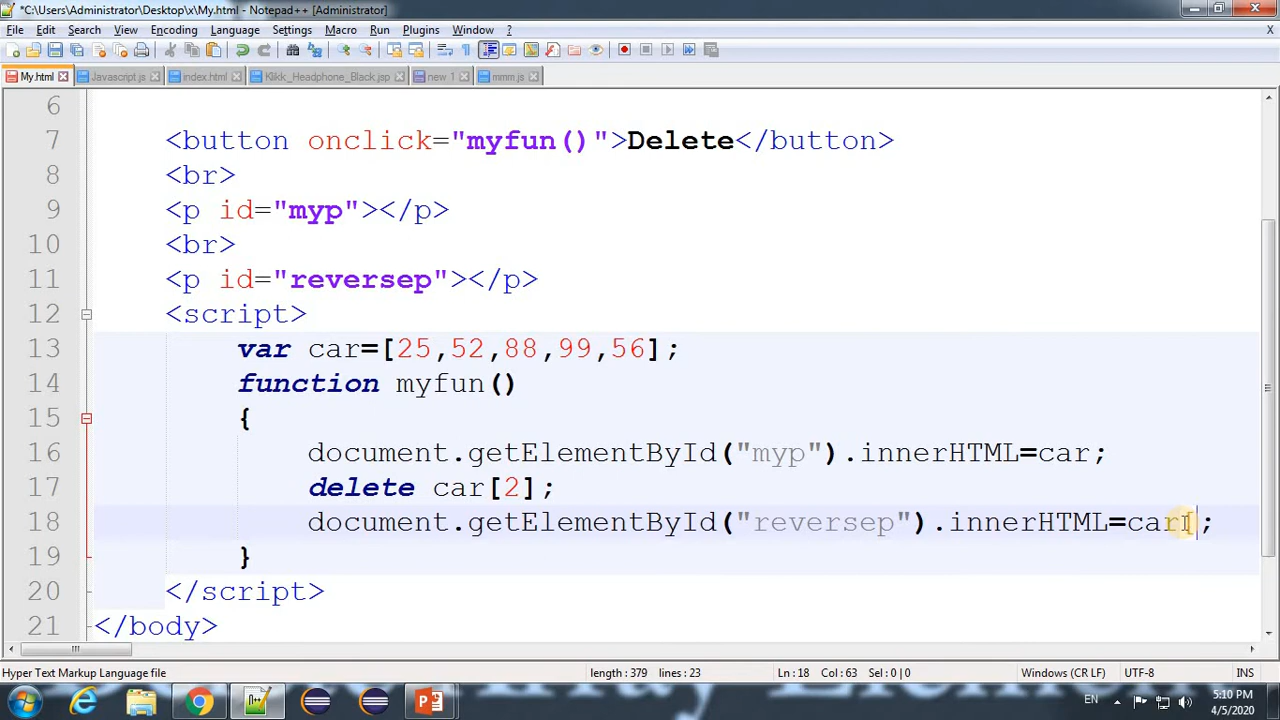 *C:\Users\Administrator\Desktop\x\My.html - Notepad++ [Administrator]
File Edit Search View Encoding Language Settings Macro Run Plugins Window ? X
My.html Javascript.js index.html Klikk_Headphone_Black.jsp new 1 mmm.js
6
7 <button onclick="myfun()">Delete</button>
8 <br>
9 <p id="myp"></p>
10 <br>
11 <p id="reversep"></p>
12 <script>
13 var car=[25,52,88,99,56];
14 function myfun()
15 {
16 document.getElementById("myp").innerHTML=car;
17 delete car[2];
18 document.getElementById("reversep").innerHTML=car[;
19 }
20 </script>
21 </body>
Hyper Text Markup Language file length : 379 lines : 23 Ln : 18 Col : 63 Sel : 0 | 0 Windows (CR LF) UTF-8 INS
EN 5:10 PM
4/5/2020